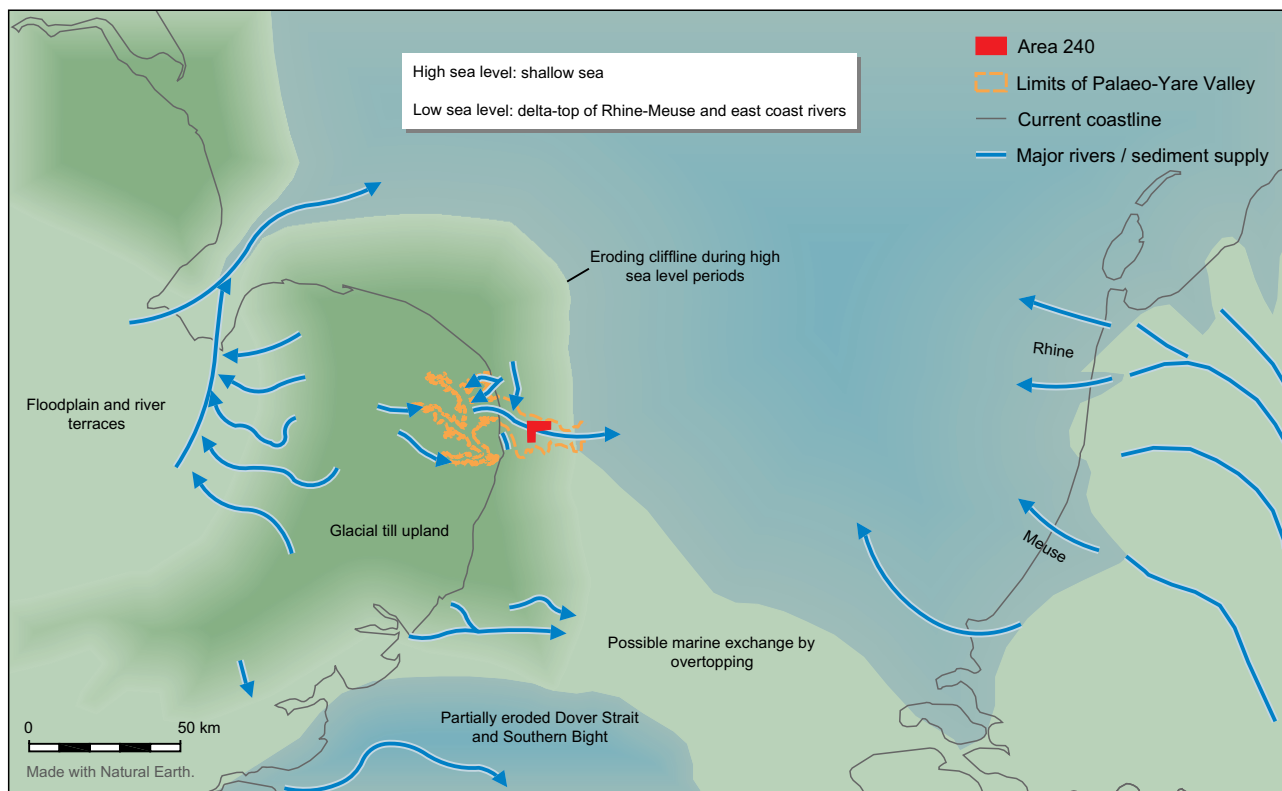 High sea level: shallow sea
Low sea level: delta-top of Rhine-Meuse and east coast rivers
Area 240
Limits of Palaeo-Yare Valley
Current coastline
Major rivers / sediment supply
Eroding cliffline during high
sea level periods
Rhine
Floodplain and river
terraces
Glacial till upland
Meuse
Possible marine exchange by
overtopping
Partially eroded Dover Strait
and Southern Bight
0 50 km
Made with Natural Earth.